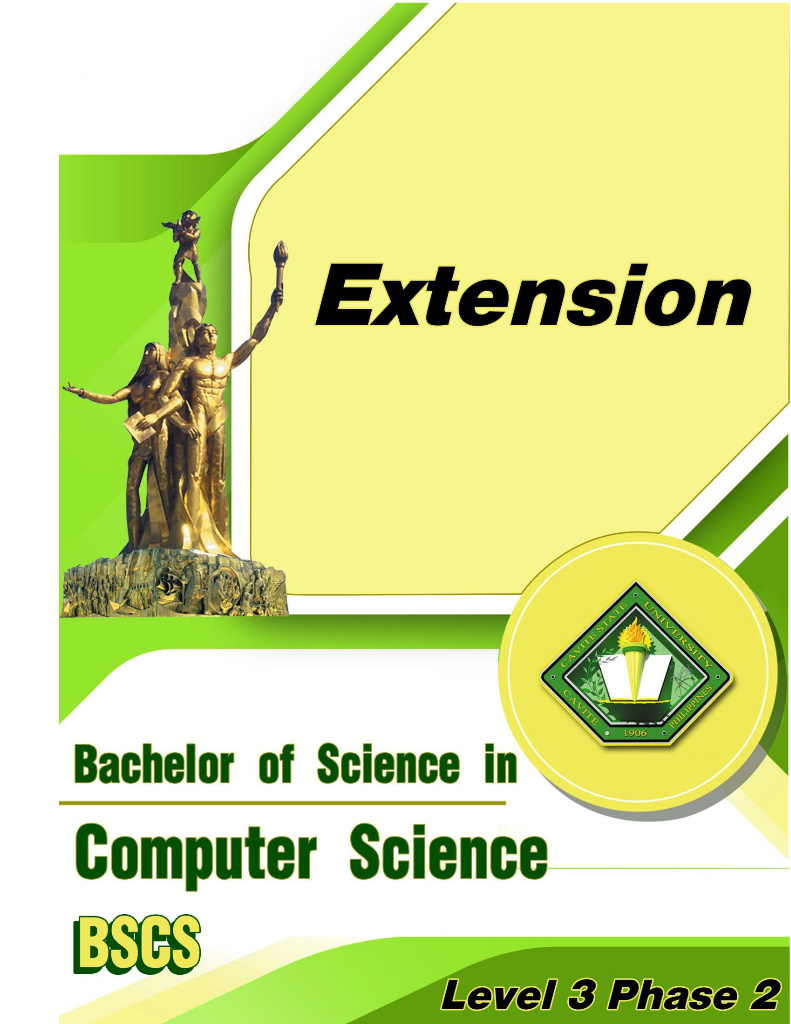 Extension
CAVITE STATE UNIVERSITY
CAVITE
PHILIPPINES
1906
Bachelor of Science in
Computer Science
BSCS
Level 3 Phase 2